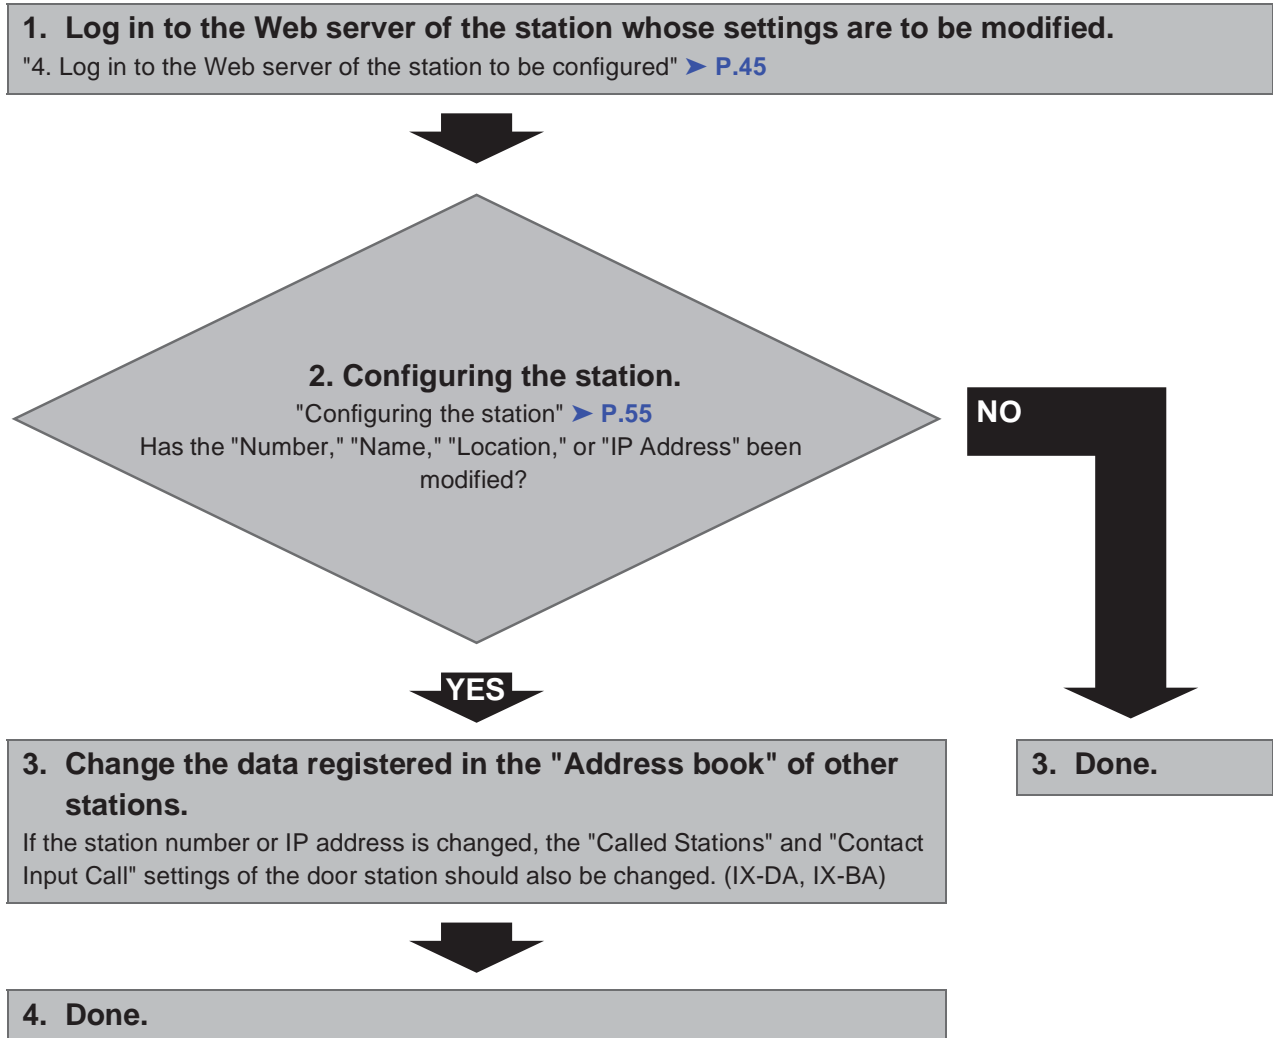 1. Log in to the Web server of the station whose settings are to be modified.
"4. Log in to the Web server of the station to be configured" ➤ P.45
2. Configuring the station.
"Configuring the station" ➤ P.55
Has the "Number," "Name," "Location," or "IP Address" been
modified?
NO
YES
3. Change the data registered in the "Address book" of other
stations.
If the station number or IP address is changed, the "Called Stations" and "Contact
Input Call" settings of the door station should also be changed. (IX-DA, IX-BA)
3. Done.
4. Done.